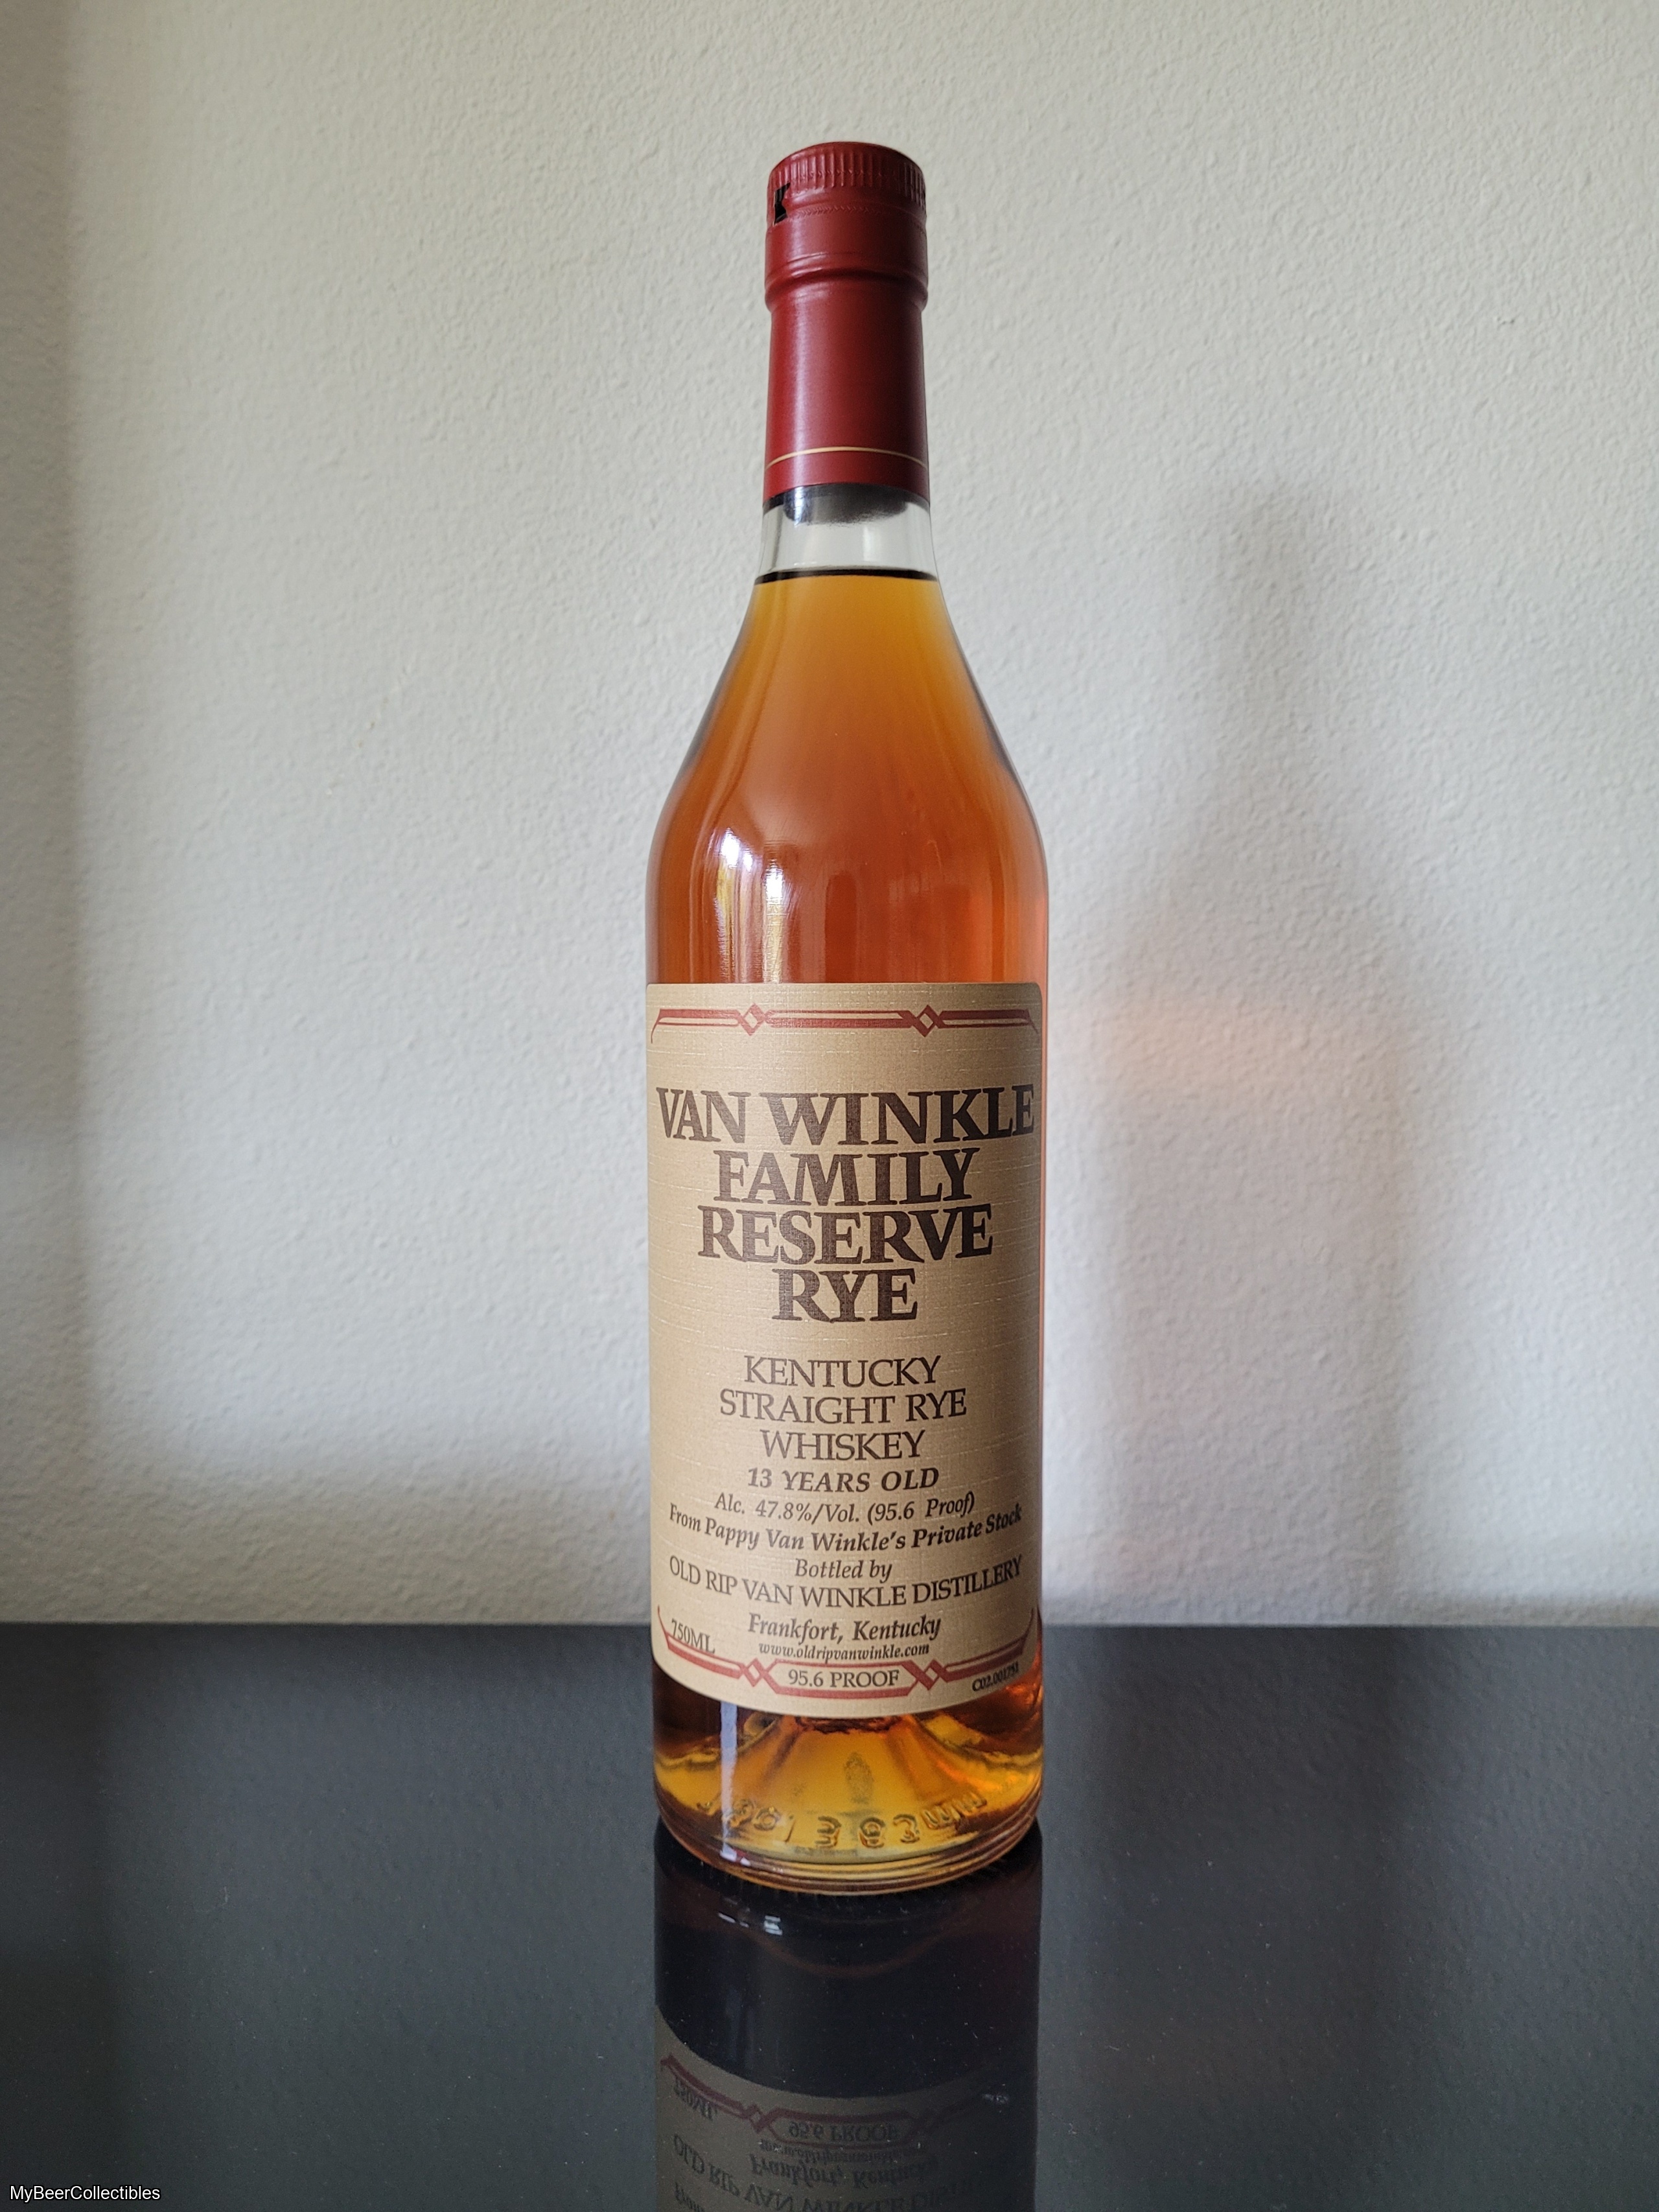 VAN WINKLE
FAMILY
RESERVE
RYE
KENTUCKY
STRAIGHT RYE
WHISKEY
13 YEARS OLD
Alc. 47.8%/Vol. (95.6 Proof)
From Pappy Van Winkle's Private Stock
Bottled by
OLD RIP VAN WINKLE DISTILLERY
Frankfort, Kentucky
750ML
www.oldripvanwinkle.com
95.6 PROOF
C02.001751
MyBeerCollectibles